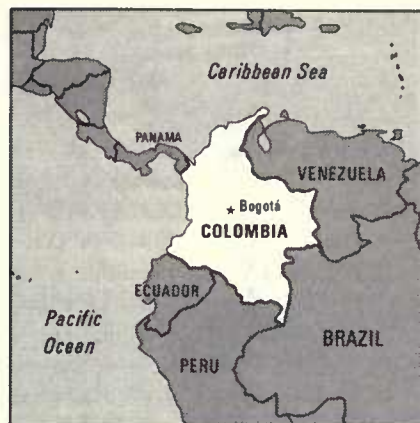 Caribbean Sea
PANAMA
VENEZUELA
Bogotá
COLOMBIA
ECUADOR
Pacific
Ocean
BRAZIL
PERU